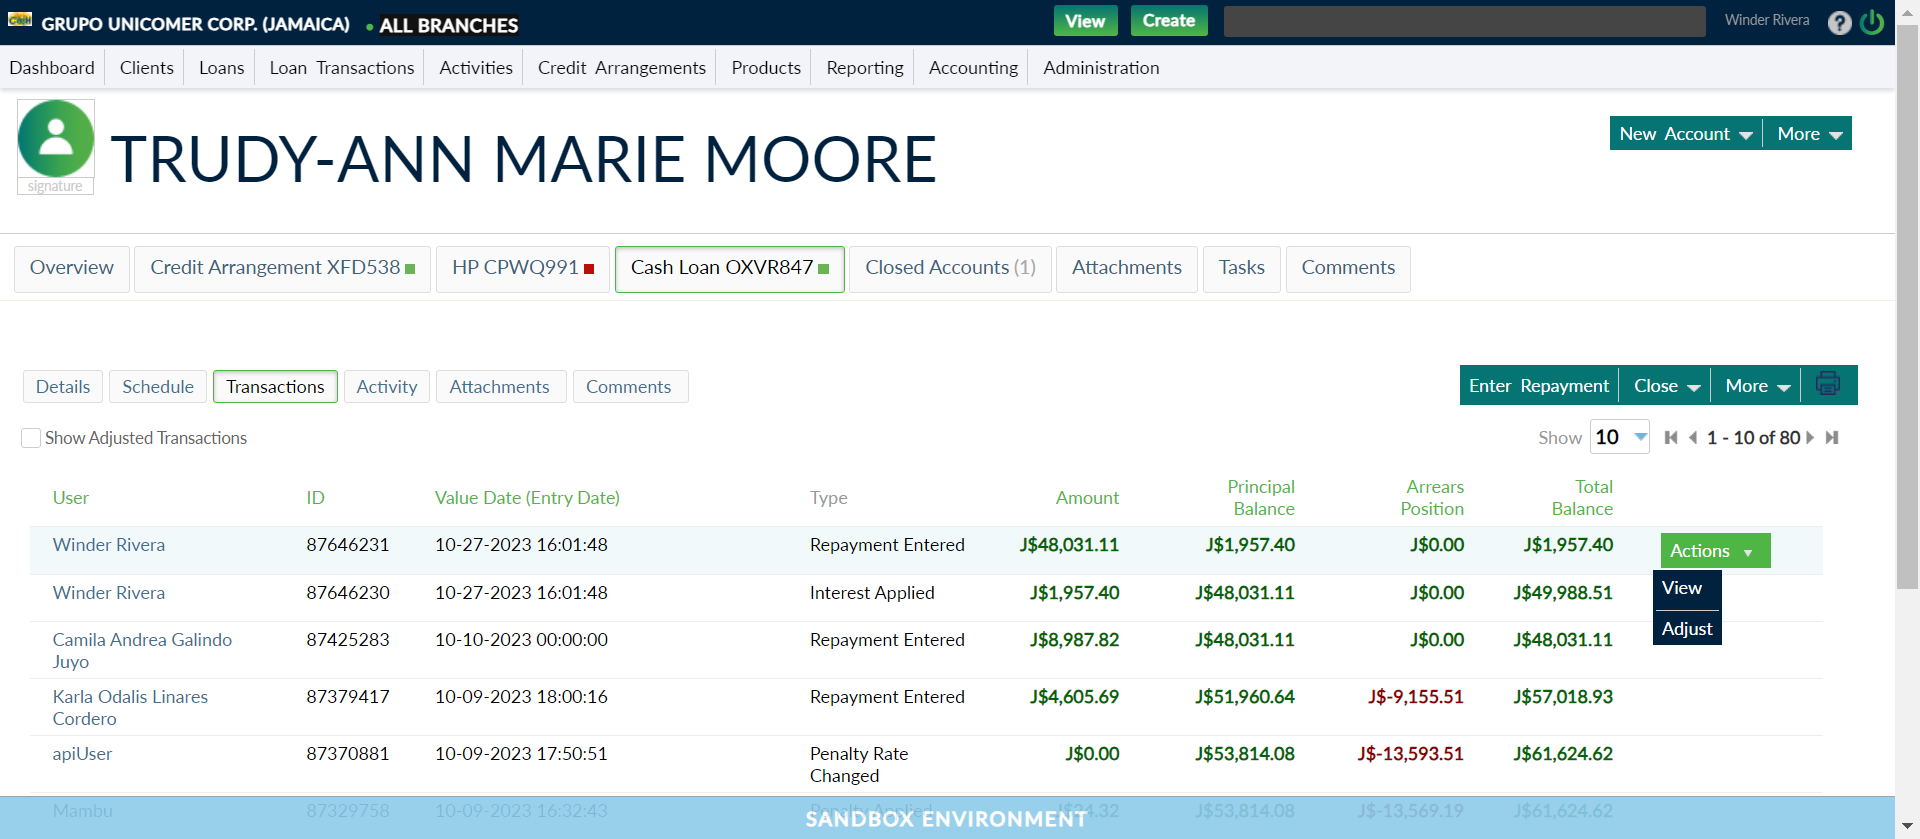 CaSH
GRUPO UNICOMER CORP. (JAMAICA) ALL BRANCHES View Create Winder Rivera ?
Dashboard Clients Loans Loan Transactions Activities Credit Arrangements Products Reporting Accounting Administration
TRUDY-ANN MARIE MOORE
New Account More
signature
Overview Credit Arrangement XFD538 HP CPWQ991 Cash Loan OXVR847 Closed Accounts (1) Attachments Tasks Comments
Details Schedule Transactions Activity Attachments Comments Enter Repayment Close More
Show Adjusted Transactions Show 10 1 - 10 of 80
User ID Value Date (Entry Date) Type Amount Principal Balance Arrears Position Total Balance
Winder Rivera 87646231 10-27-2023 16:01:48 Repayment Entered J$48,031.11 J$1,957.40 J$0.00 J$1,957.40 Actions
View
Winder Rivera 87646230 10-27-2023 16:01:48 Interest Applied J$1,957.40 J$48,031.11 J$0.00 J$49,988.51
Adjust
Camila Andrea Galindo Juyo 87425283 10-10-2023 00:00:00 Repayment Entered J$8,987.82 J$48,031.11 J$0.00 J$48,031.11
Karla Odalis Linares Cordero 87379417 10-09-2023 18:00:16 Repayment Entered J$4,605.69 J$51,960.64 J$-9,155.51 J$57,018.93
apiUser 87370881 10-09-2023 17:50:51 Penalty Rate Changed J$0.00 J$53,814.08 J$-13,593.51 J$61,624.62
Mambu 87329758 10-09-2023 16:32:43 Penalty Applied J$24.32 J$53,814.08 J$-13,569.19 J$61,624.62
SANDBOX ENVIRONMENT